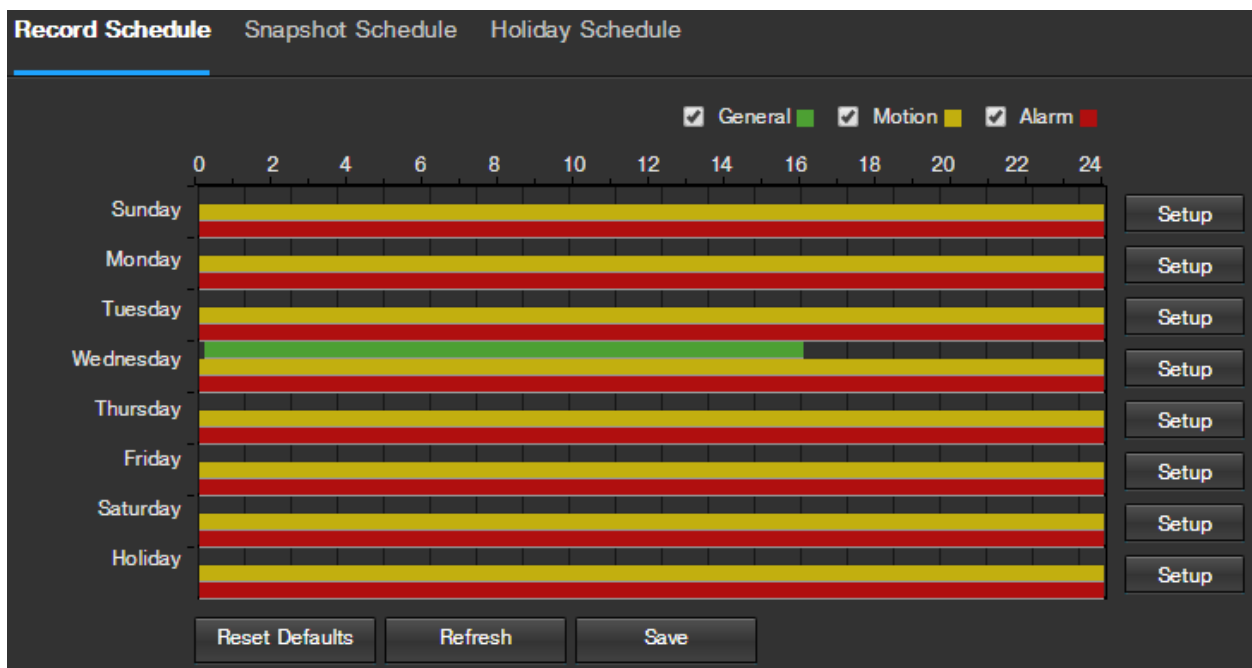 Record Schedule Snapshot Schedule Holiday Schedule
General Motion Alarm
0 2 4 6 8 10 12 14 16 18 20 22 24
Sunday Setup
Monday Setup
Tuesday Setup
Wednesday Setup
Thursday Setup
Friday Setup
Saturday Setup
Holiday Setup
Reset Defaults Refresh Save